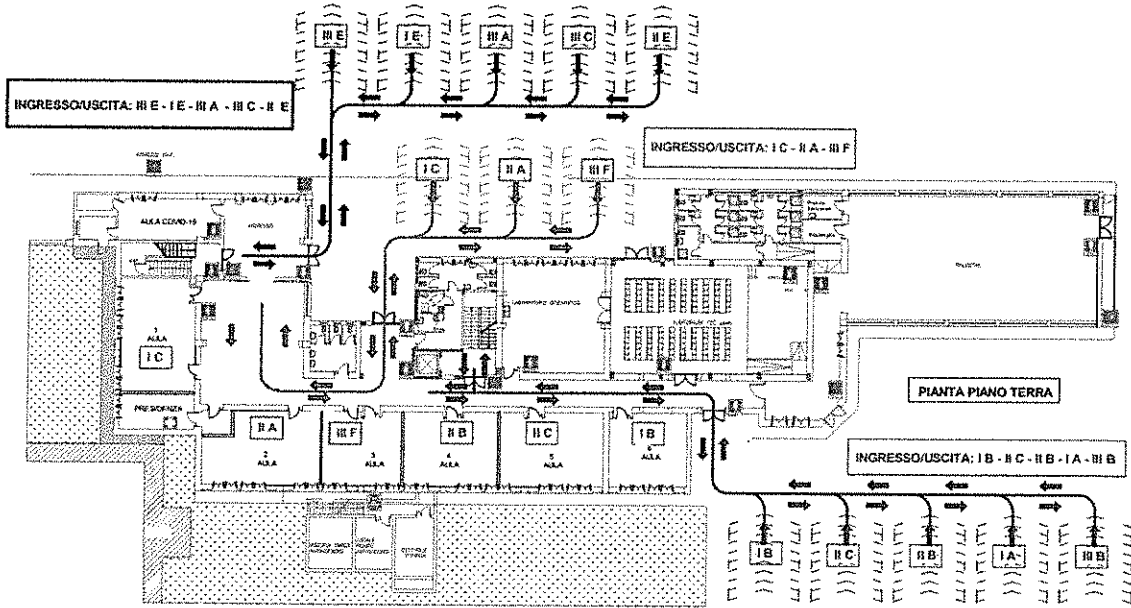 III E
I E
III A
III C
II E
INGRESSO/USCITA: III E - I E - III A - III C - II E
INGRESSO/USCITA: I C - II A - III F
I C
II A
III F
AULA COVID-19
1
AULA
I C
PRESIDENZA
PIANTA PIANO TERRA
II A
III F
II B
II C
I B
2
AULA
3
AULA
4
AULA
5
AULA
6
AULA
INGRESSO/USCITA: I B - II C - II B - I A - III B
I B
II C
II B
I A
III B